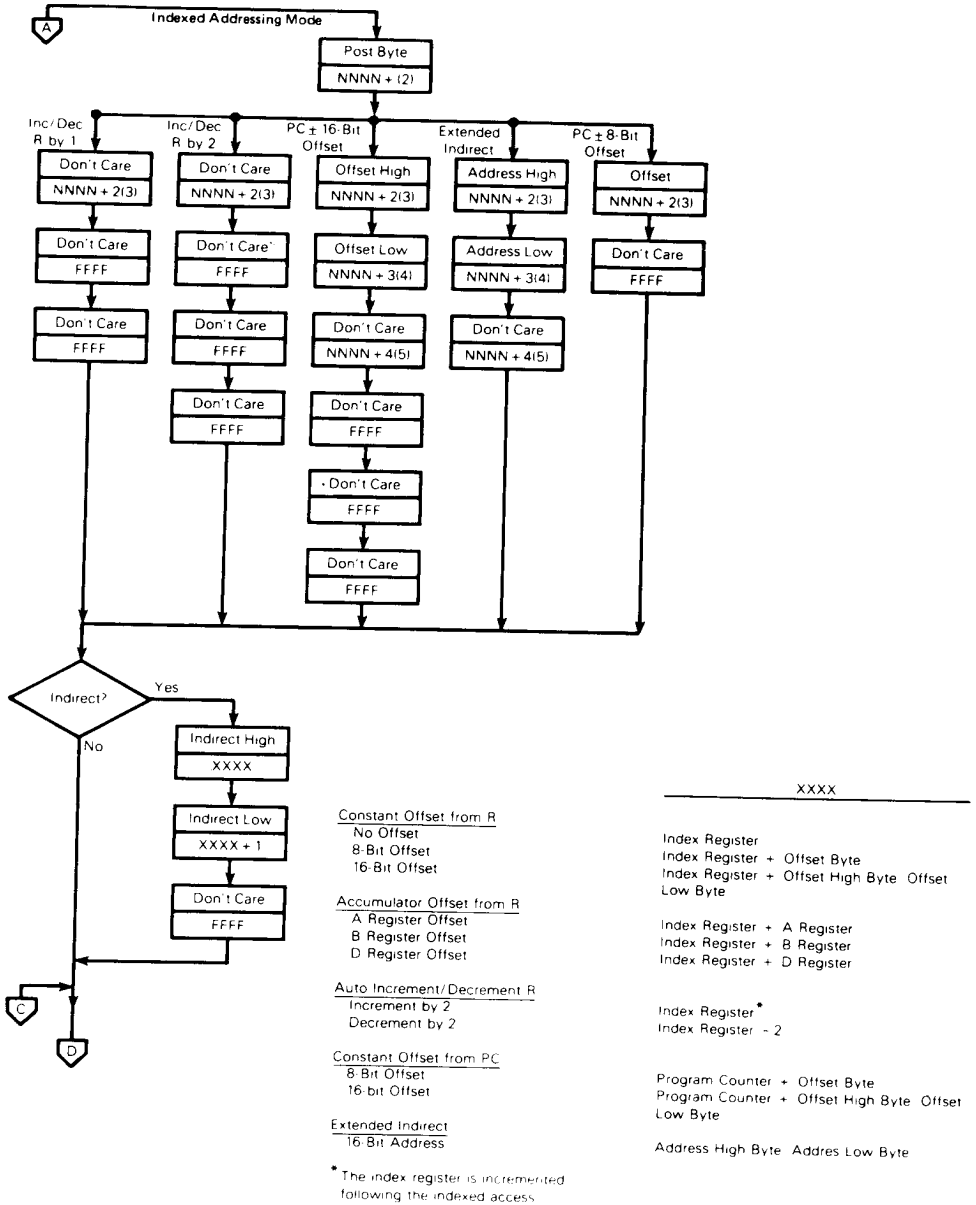 Indexed Addressing Mode
A
Post Byte
NNNN + (2)
Inc/Dec
R by 1
Inc/Dec
R by 2
PC ± 16-Bit
Offset
Extended
Indirect
PC ± 8-Bit
Offset
Don't Care
NNNN + 2(3)
Don't Care
FFFF
Don't Care
FFFF
Don't Care
NNNN + 2(3)
Don't Care
FFFF
Don't Care
FFFF
Don't Care
FFFF
Offset High
NNNN + 2(3)
Offset Low
NNNN + 3(4)
Don't Care
NNNN + 4(5)
Don't Care
FFFF
Don't Care
FFFF
Don't Care
FFFF
Address High
NNNN + 2(3)
Address Low
NNNN + 3(4)
Don't Care
NNNN + 4(5)
Offset
NNNN + 2(3)
Don't Care
FFFF
Indirect?
Yes
No
Indirect High
XXXX
Indirect Low
XXXX + 1
Don't Care
FFFF
C
D
Constant Offset from R
No Offset
8-Bit Offset
16-Bit Offset
Accumulator Offset from R
A Register Offset
B Register Offset
D Register Offset
Auto Increment/Decrement R
Increment by 2
Decrement by 2
Constant Offset from PC
8-Bit Offset
16-bit Offset
Extended Indirect
16-Bit Address
* The index register is incremented
following the indexed access
XXXX
Index Register
Index Register + Offset Byte
Index Register + Offset High Byte Offset
Low Byte
Index Register + A Register
Index Register + B Register
Index Register + D Register
Index Register*
Index Register - 2
Program Counter + Offset Byte
Program Counter + Offset High Byte Offset
Low Byte
Address High Byte Addres Low Byte